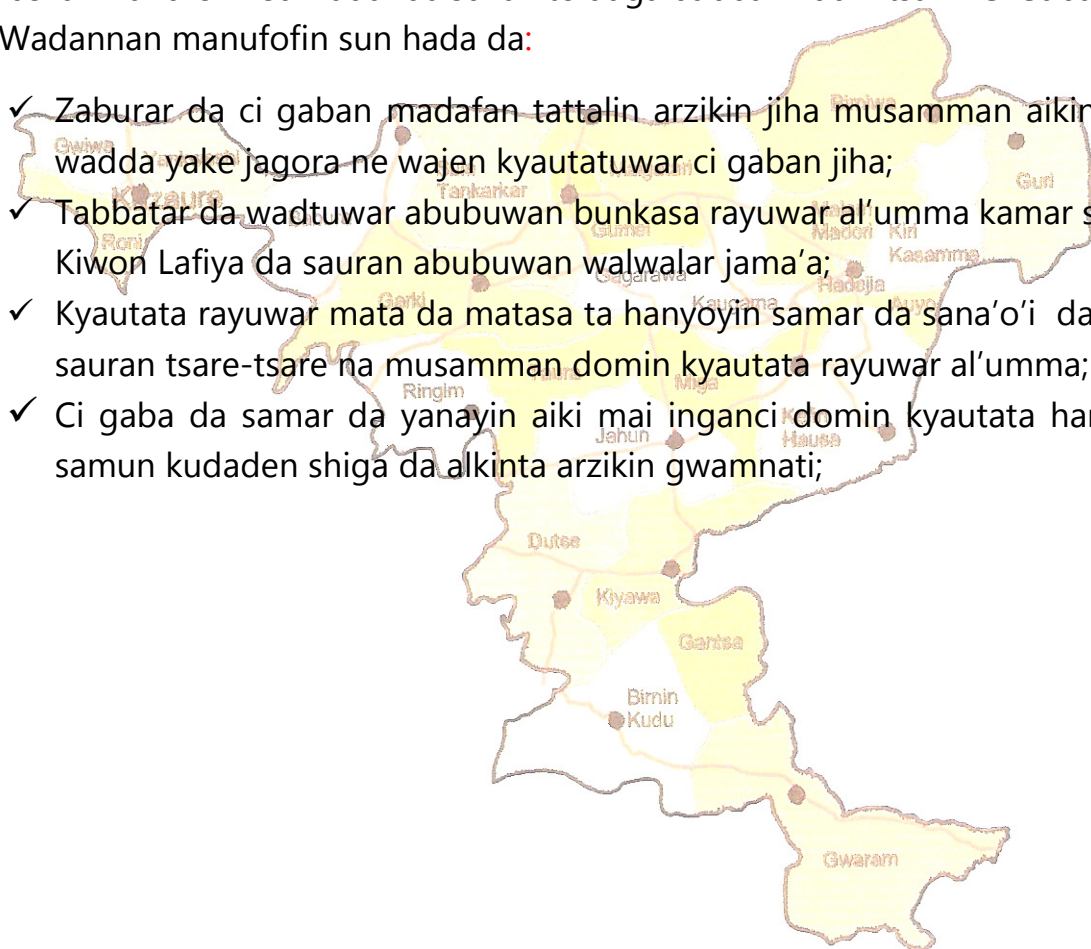 Wadannan manufofin sun hada da:
✓ Zaburar da ci gaban madafan tattalin arzikin jiha musamman aikin
wadda yake jagora ne wajen kyautatuwar ci gaban jiha;
✓ Tabbatar da wadtuwar abubuwan bunkasa rayuwar al’umma kamar s
Kiwon Lafiya da sauran abubuwan walwalar jama’a;
✓ Kyautata rayuwar mata da matasa ta hanyoyin samar da sana’o’i da
sauran tsare-tsare na musamman domin kyautata rayuwar al’umma;
✓ Ci gaba da samar da yanayin aiki mai inganci domin kyautata han
samun kudaden shiga da alkinta arzikin gwamnati;
Birniwa
Gwiwa
Guri
Tankarkar
Kazaure
Roni
Gumel
Madori
Kiri
Kasamma
Gagarawa
Hadejia
Garki
Kaugama
Auyo
Ringim
Taura
Miga
Jahun
Kafin
Hausa
Dutse
Kiyawa
Gantsa
Birnin
Kudu
Gwaram